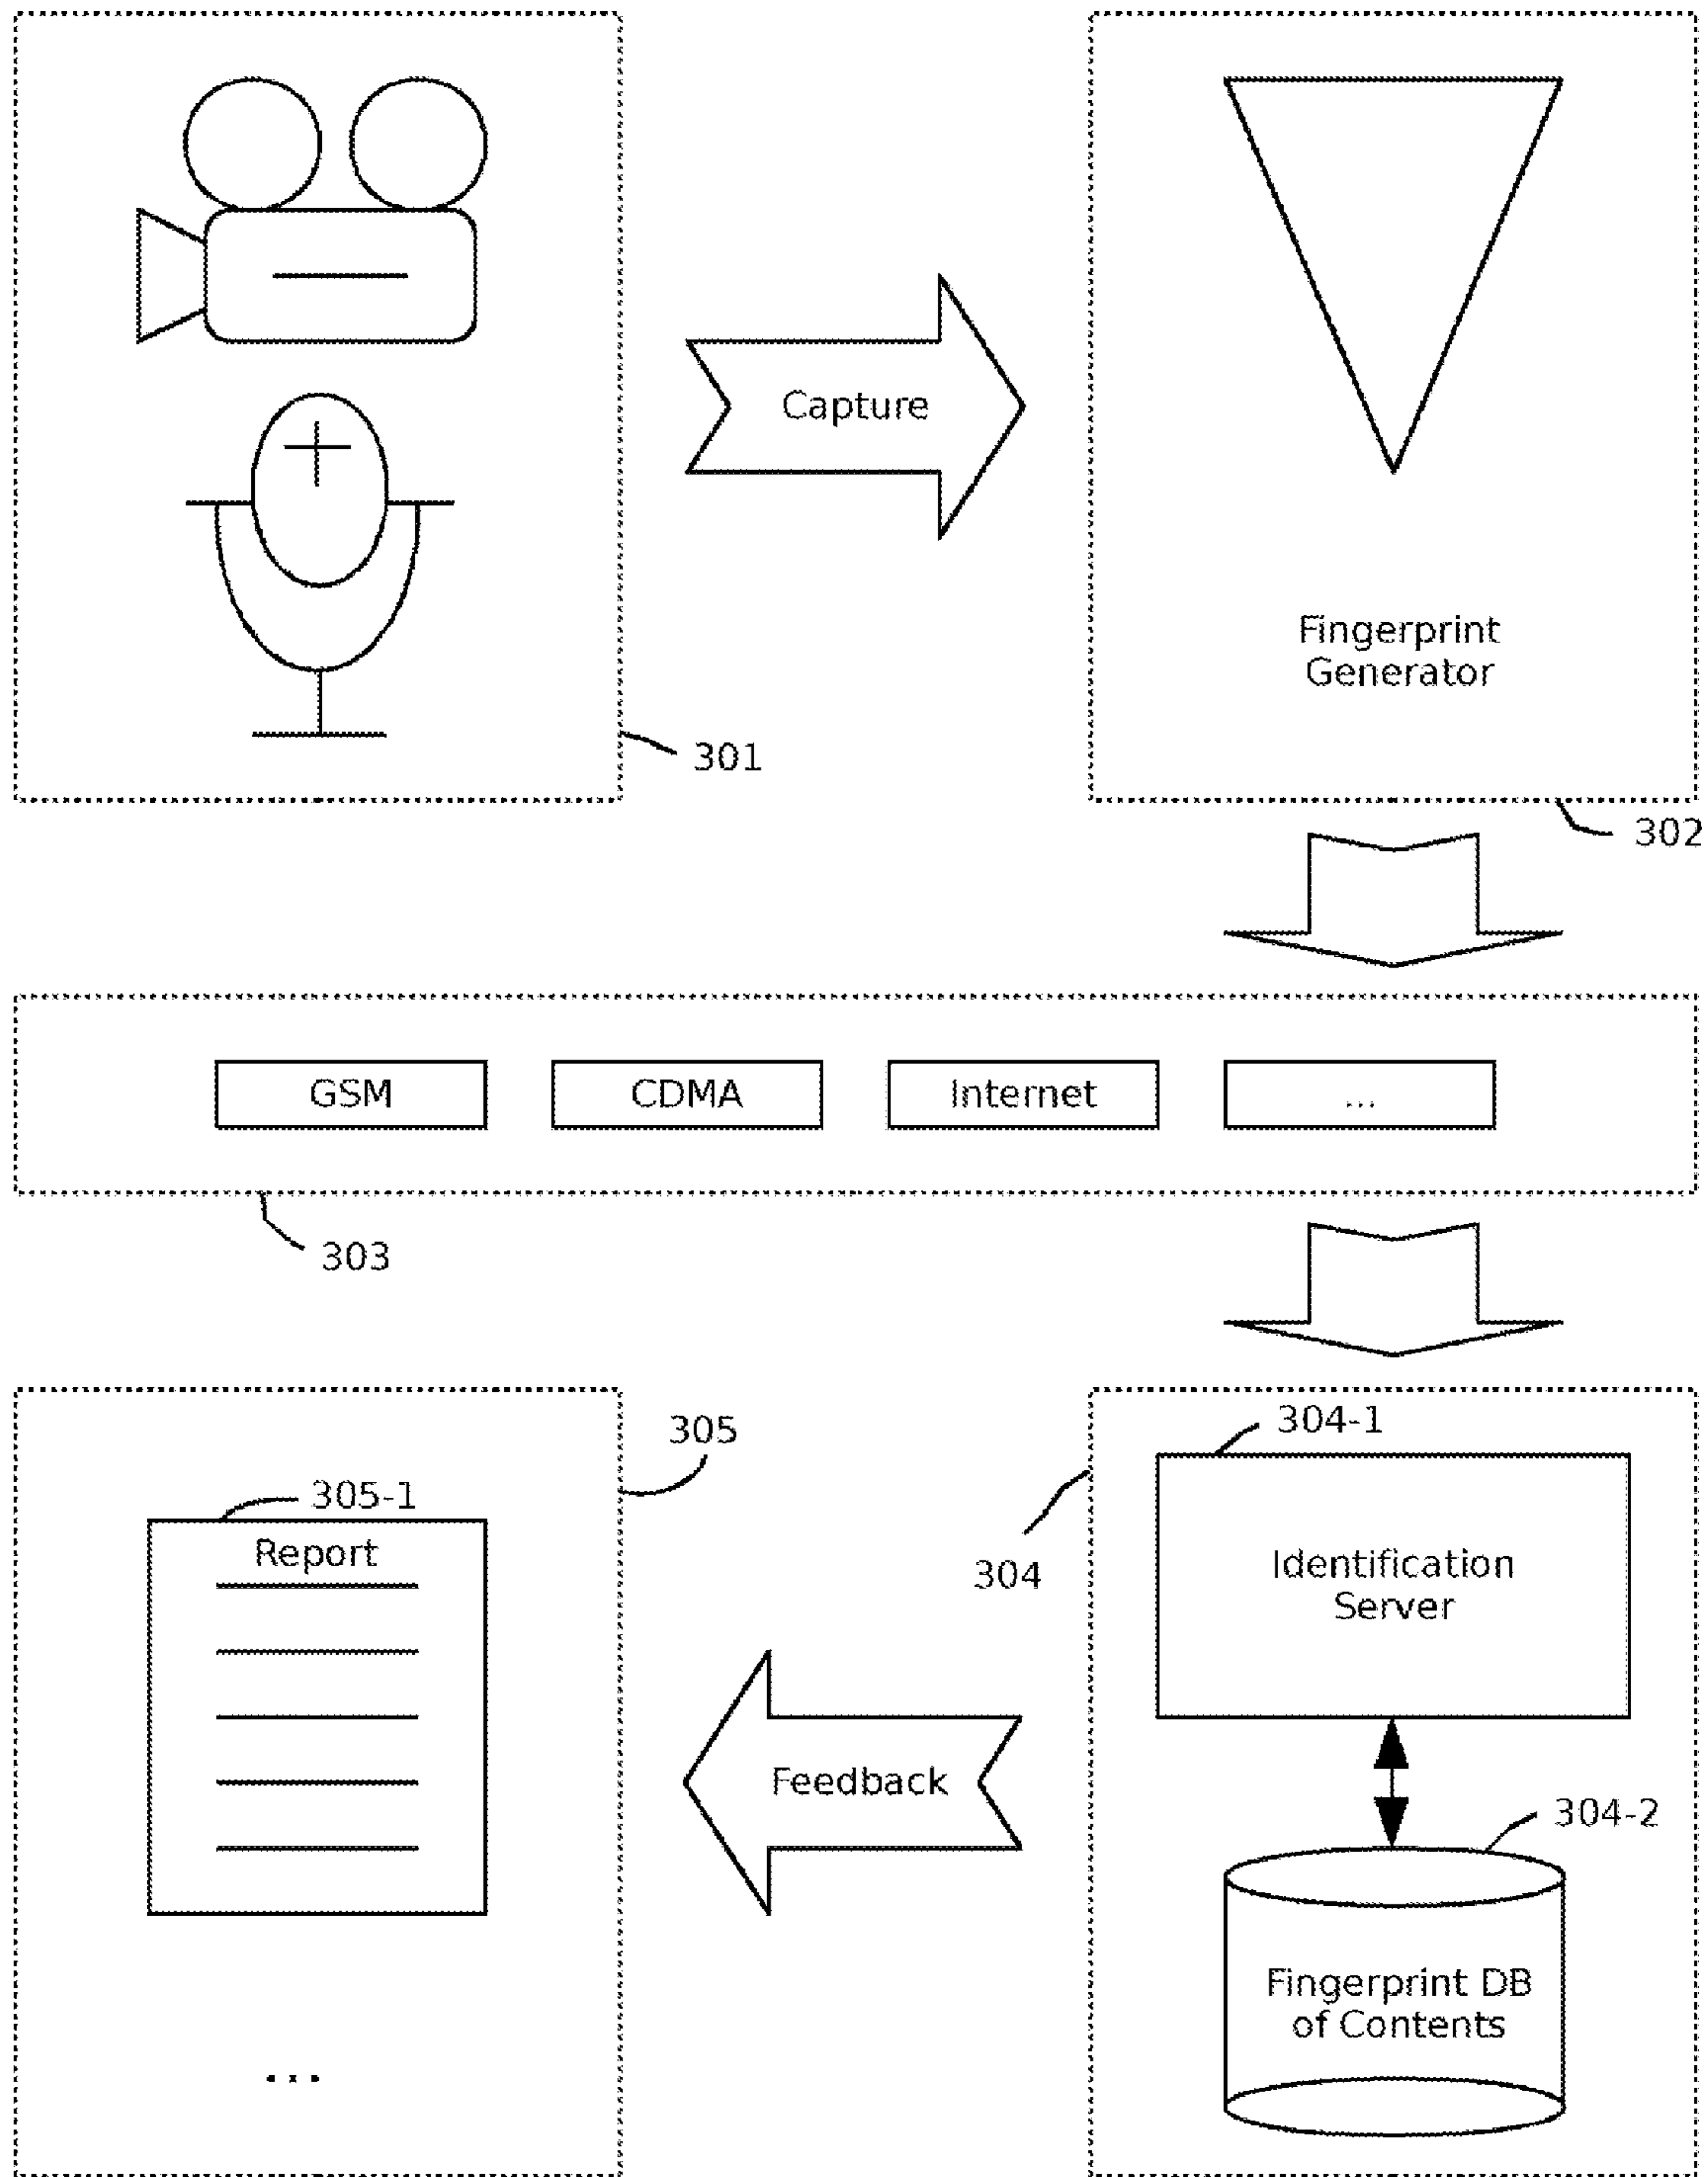 Capture
Fingerprint
Generator
301
302
GSM
CDMA
Internet
...
303
304-1
305
305-1
Report
304
Identification
Server
Feedback
304-2
Fingerprint DB
of Contents
...